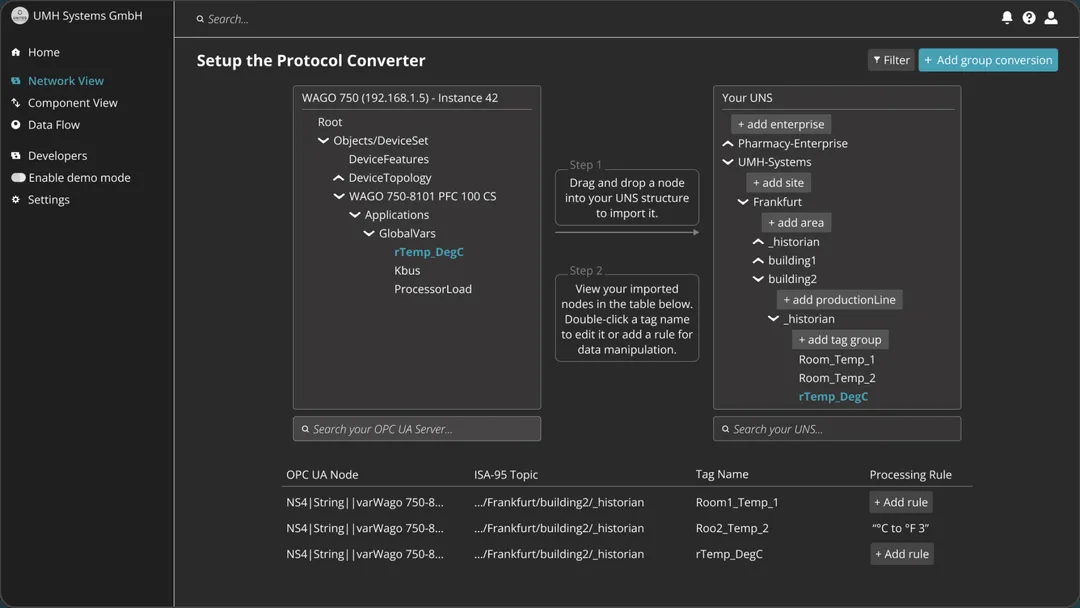 UMH Systems GmbH
Search...
Home
Network View
Component View
Data Flow
Developers
Enable demo mode
Settings
Setup the Protocol Converter
Filter
+ Add group conversion
WAGO 750 (192.168.1.5) - Instance 42
Root
Objects/DeviceSet
DeviceFeatures
DeviceTopology
WAGO 750-8101 PFC 100 CS
Applications
GlobalVars
rTemp_DegC
Kbus
ProcessorLoad
Search your OPC UA Server...
Step 1
Drag and drop a node
into your UNS structure
to import it.
Step 2
View your imported
nodes in the table below.
Double-click a tag name
to edit it or add a rule for
data manipulation.
Your UNS
+ add enterprise
Pharmacy-Enterprise
UMH-Systems
+ add site
Frankfurt
+ add area
_historian
building1
building2
+ add productionLine
_historian
+ add tag group
Room_Temp_1
Room_Temp_2
rTemp_DegC
Search your UNS...
OPC UA Node ISA-95 Topic Tag Name Processing Rule
NS4|String||varWago 750-8... .../Frankfurt/building2/_historian Room1_Temp_1 + Add rule
NS4|String||varWago 750-8... .../Frankfurt/building2/_historian Roo2_Temp_2 “°C to °F 3”
NS4|String||varWago 750-8... .../Frankfurt/building2/_historian rTemp_DegC + Add rule